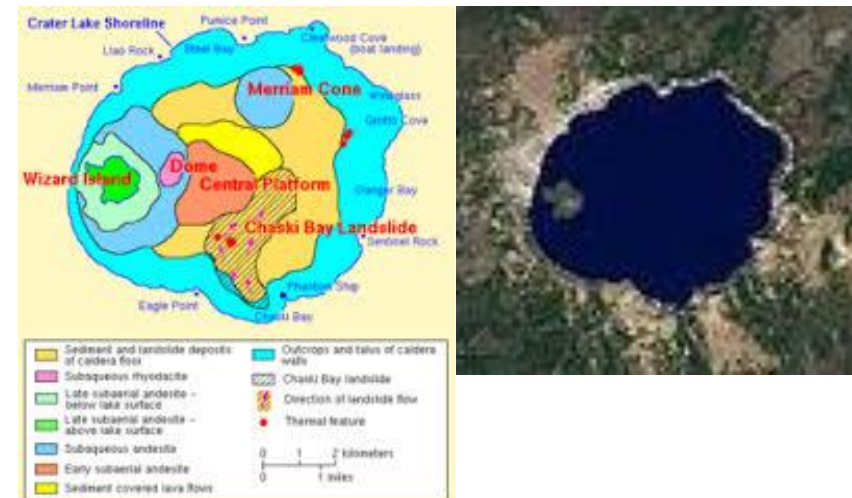 Crater Lake Shoreline
Pumice Point
Cleetwood Cove
(boat landing)
Llao Rock
Steel Bay
Merriam Point
Merriam Cone
Wineglass
Grotto Cove
Dome
Wizard Island
Central Platform
Danger Bay
Chaski Bay Landslide
Sentinel Rock
Phantom Ship
Eagle Point
Chaski Bay
Sediment and landslide deposits
of caldera floor
Subaqueous rhyodacite
Late subaerial andesite -
below lake surface
Late subaerial andesite -
above lake surface
Subaqueous andesite
Early subaerial andesite
Sediment covered lava flows
Outcrops and talus of caldera
walls
Chaski Bay landslide
Direction of landslide flow
Thermal feature
0 1 2 kilometers
0 1 miles